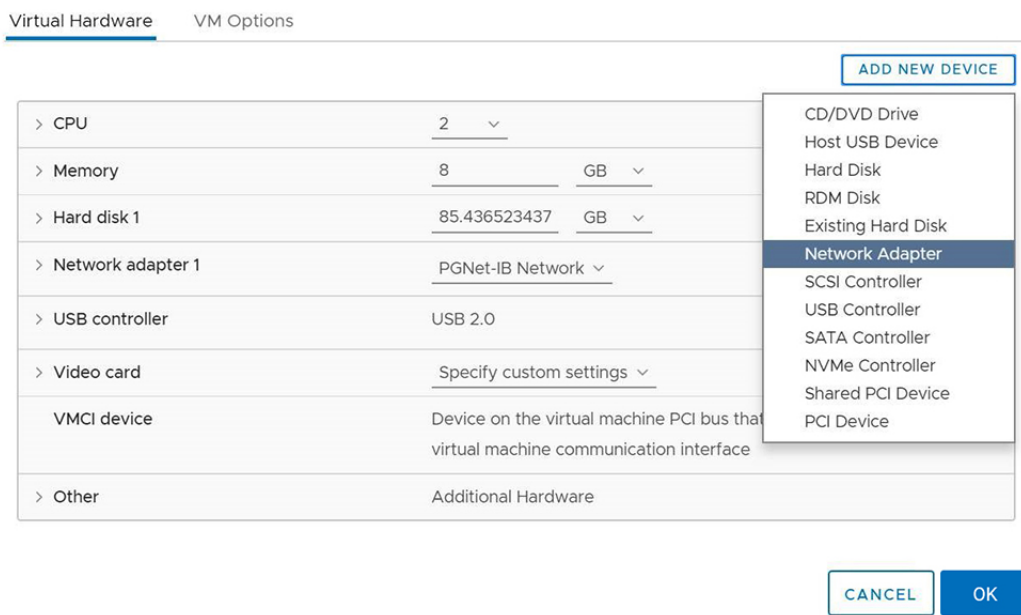 Virtual Hardware VM Options
ADD NEW DEVICE
CPU 2
Memory 8 GB
Hard disk 1 85.436523437 GB
Network adapter 1 PGNet-IB Network
USB controller USB 2.0
Video card Specify custom settings
VMCI device Device on the virtual machine PCI bus that
virtual machine communication interface
Other Additional Hardware
CD/DVD Drive
Host USB Device
Hard Disk
RDM Disk
Existing Hard Disk
Network Adapter
SCSI Controller
USB Controller
SATA Controller
NVMe Controller
Shared PCI Device
PCI Device
CANCEL OK